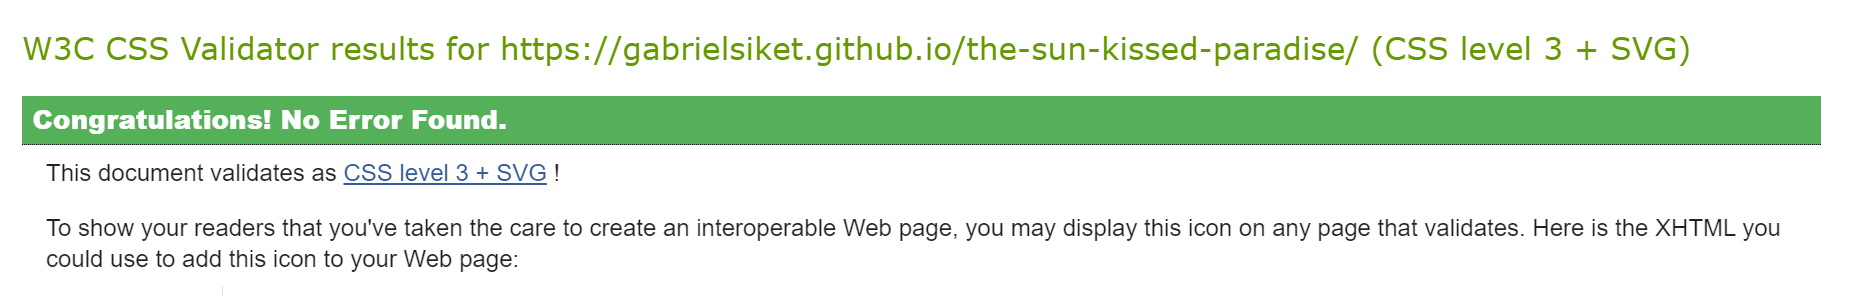 W3C CSS Validator results for https://gabrielsiket.github.io/the-sun-kissed-paradise/ (CSS level 3 + SVG)
Congratulations! No Error Found.
This document validates as CSS level 3 + SVG !
To show your readers that you've taken the care to create an interoperable Web page, you may display this icon on any page that validates. Here is the XHTML you
could use to add this icon to your Web page: